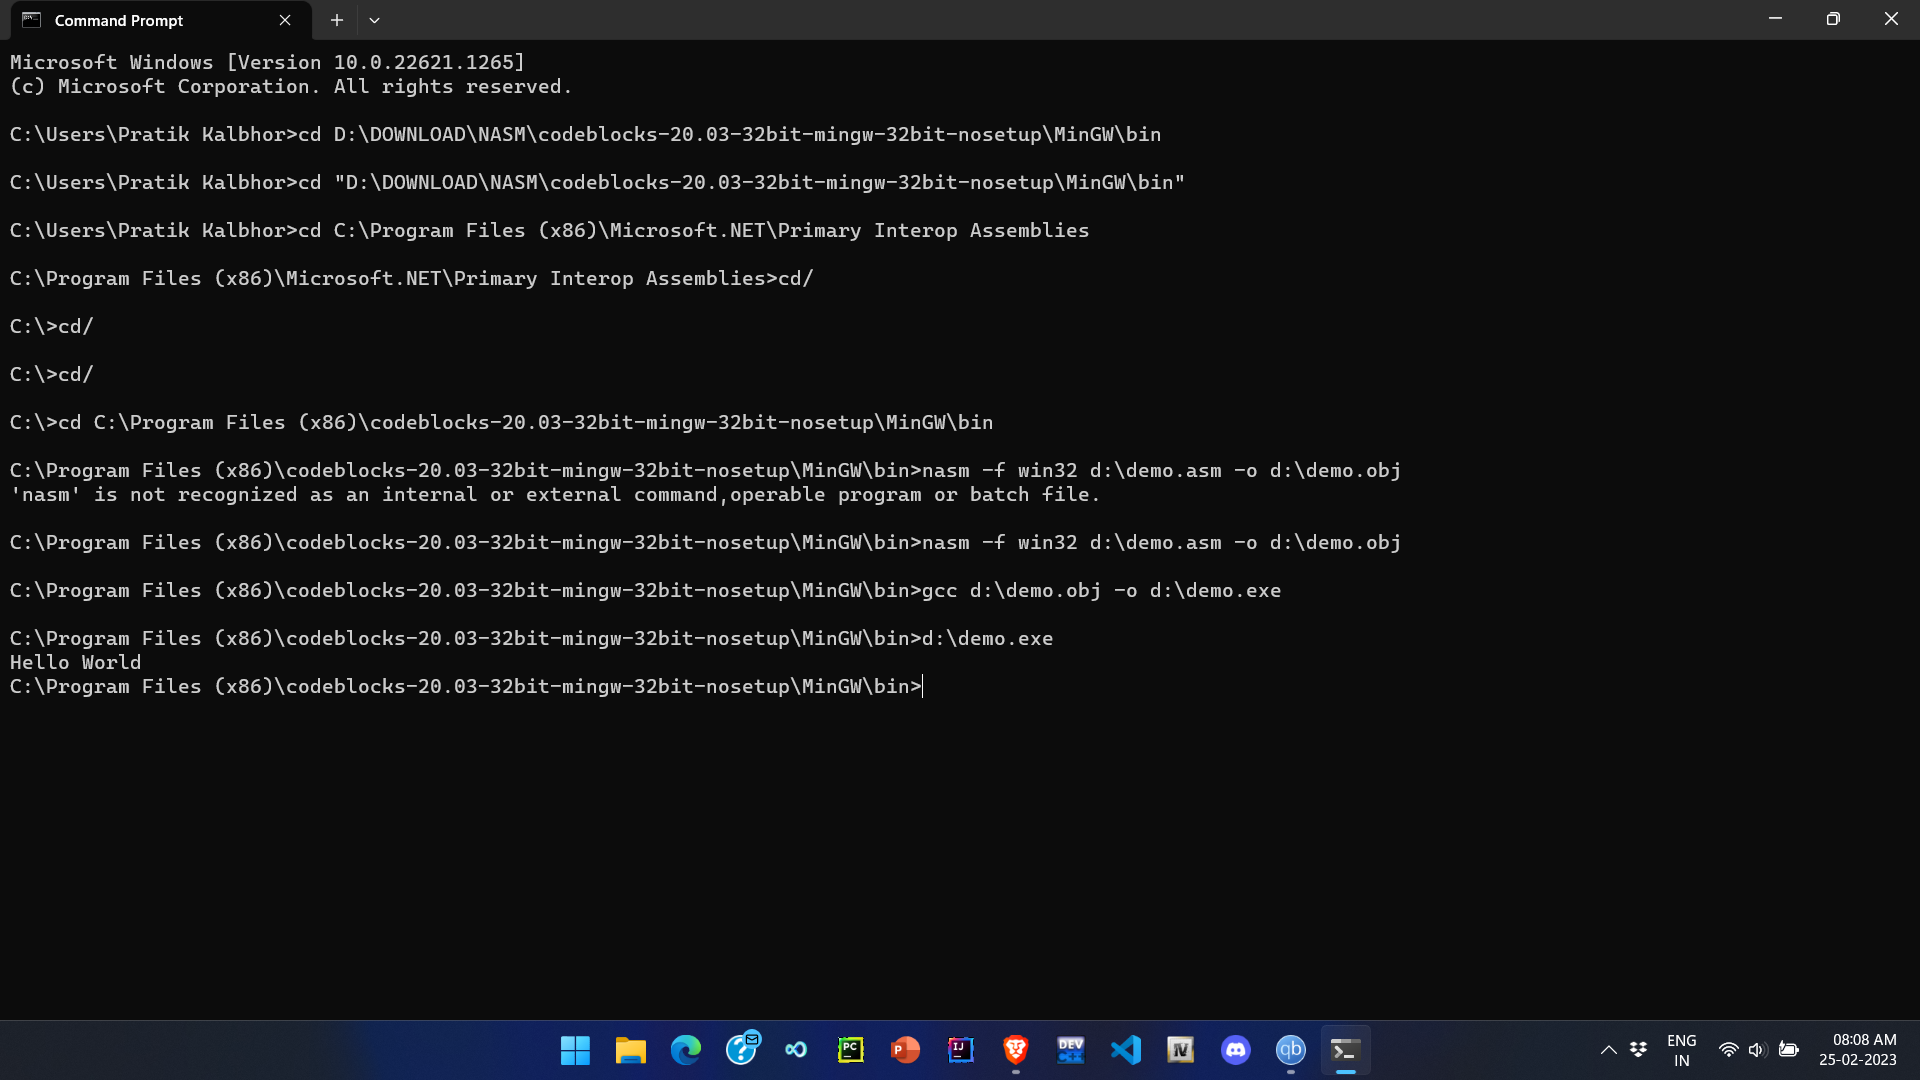 Command Prompt
Microsoft Windows [Version 10.0.22621.1265]
(c) Microsoft Corporation. All rights reserved.
C:\Users\Pratik Kalbhor>cd D:\DOWNLOAD\NASM\codeblocks-20.03-32bit-mingw-32bit-nosetup\MinGW\bin
C:\Users\Pratik Kalbhor>cd "D:\DOWNLOAD\NASM\codeblocks-20.03-32bit-mingw-32bit-nosetup\MinGW\bin"
C:\Users\Pratik Kalbhor>cd C:\Program Files (x86)\Microsoft.NET\Primary Interop Assemblies
C:\Program Files (x86)\Microsoft.NET\Primary Interop Assemblies>cd/
C:\>cd/
C:\>cd/
C:\>cd C:\Program Files (x86)\codeblocks-20.03-32bit-mingw-32bit-nosetup\MinGW\bin
C:\Program Files (x86)\codeblocks-20.03-32bit-mingw-32bit-nosetup\MinGW\bin>nasm -f win32 d:\demo.asm -o d:\demo.obj
'nasm' is not recognized as an internal or external command,operable program or batch file.
C:\Program Files (x86)\codeblocks-20.03-32bit-mingw-32bit-nosetup\MinGW\bin>nasm -f win32 d:\demo.asm -o d:\demo.obj
C:\Program Files (x86)\codeblocks-20.03-32bit-mingw-32bit-nosetup\MinGW\bin>gcc d:\demo.obj -o d:\demo.exe
C:\Program Files (x86)\codeblocks-20.03-32bit-mingw-32bit-nosetup\MinGW\bin>d:\demo.exe
Hello World
C:\Program Files (x86)\codeblocks-20.03-32bit-mingw-32bit-nosetup\MinGW\bin>
PC
P
IJ
DEV
C++
N
qb
ENG
IN
08:08 AM
25-02-2023